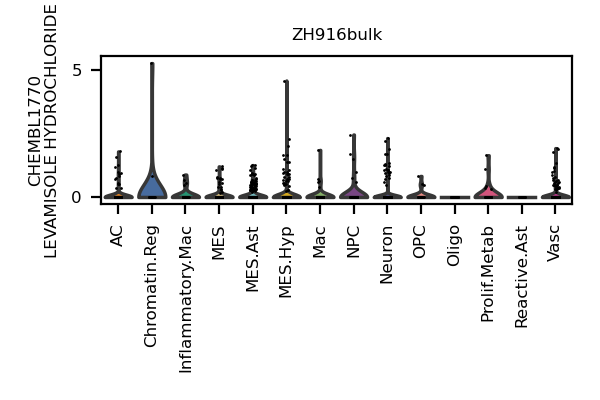 ZH916bulk
CHEMBL1770
LEVAMISOLE HYDROCHLORIDE
5
0
AC
Chromatin.Reg
Inflammatory.Mac
MES
MES.Ast
MES.Hyp
Mac
NPC
Neuron
OPC
Oligo
Prolif.Metab
Reactive.Ast
Vasc